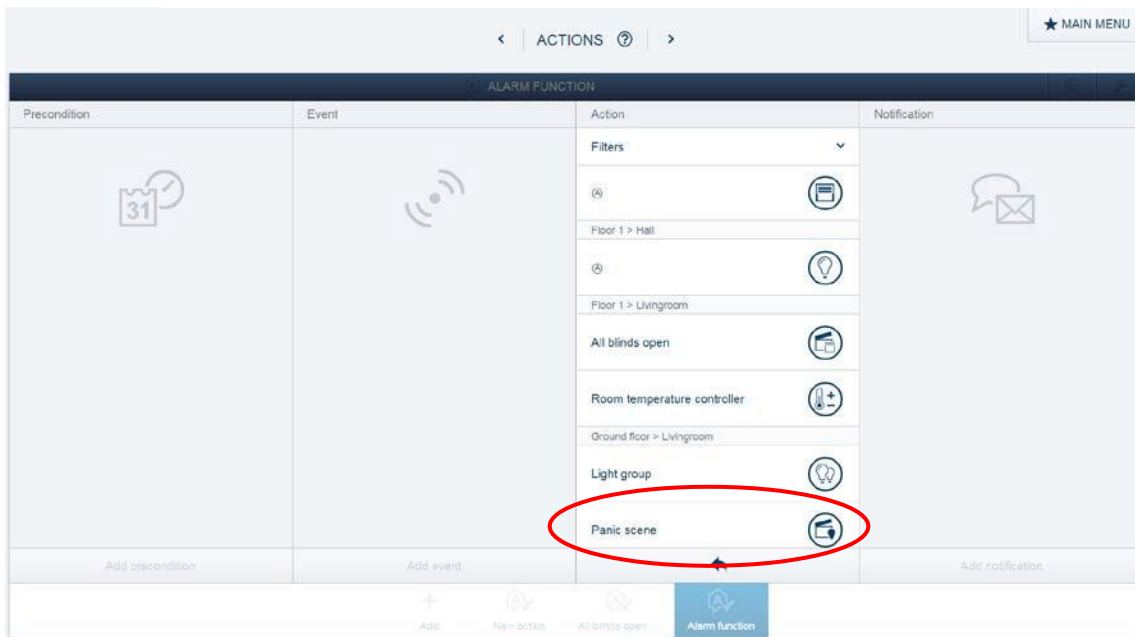 ACTIONS
MAIN MENU
ALARM FUNCTION
Precondition
Event
Action
Notification
31
Filters
Floor 1 > Hall
Floor 1 > Livingroom
All blinds open
Room temperature controller
Ground floor > Livingroom
Light group
Panic scene
Add precondition
Add event
Add notification
Add
New action
All blinds open
Alarm function